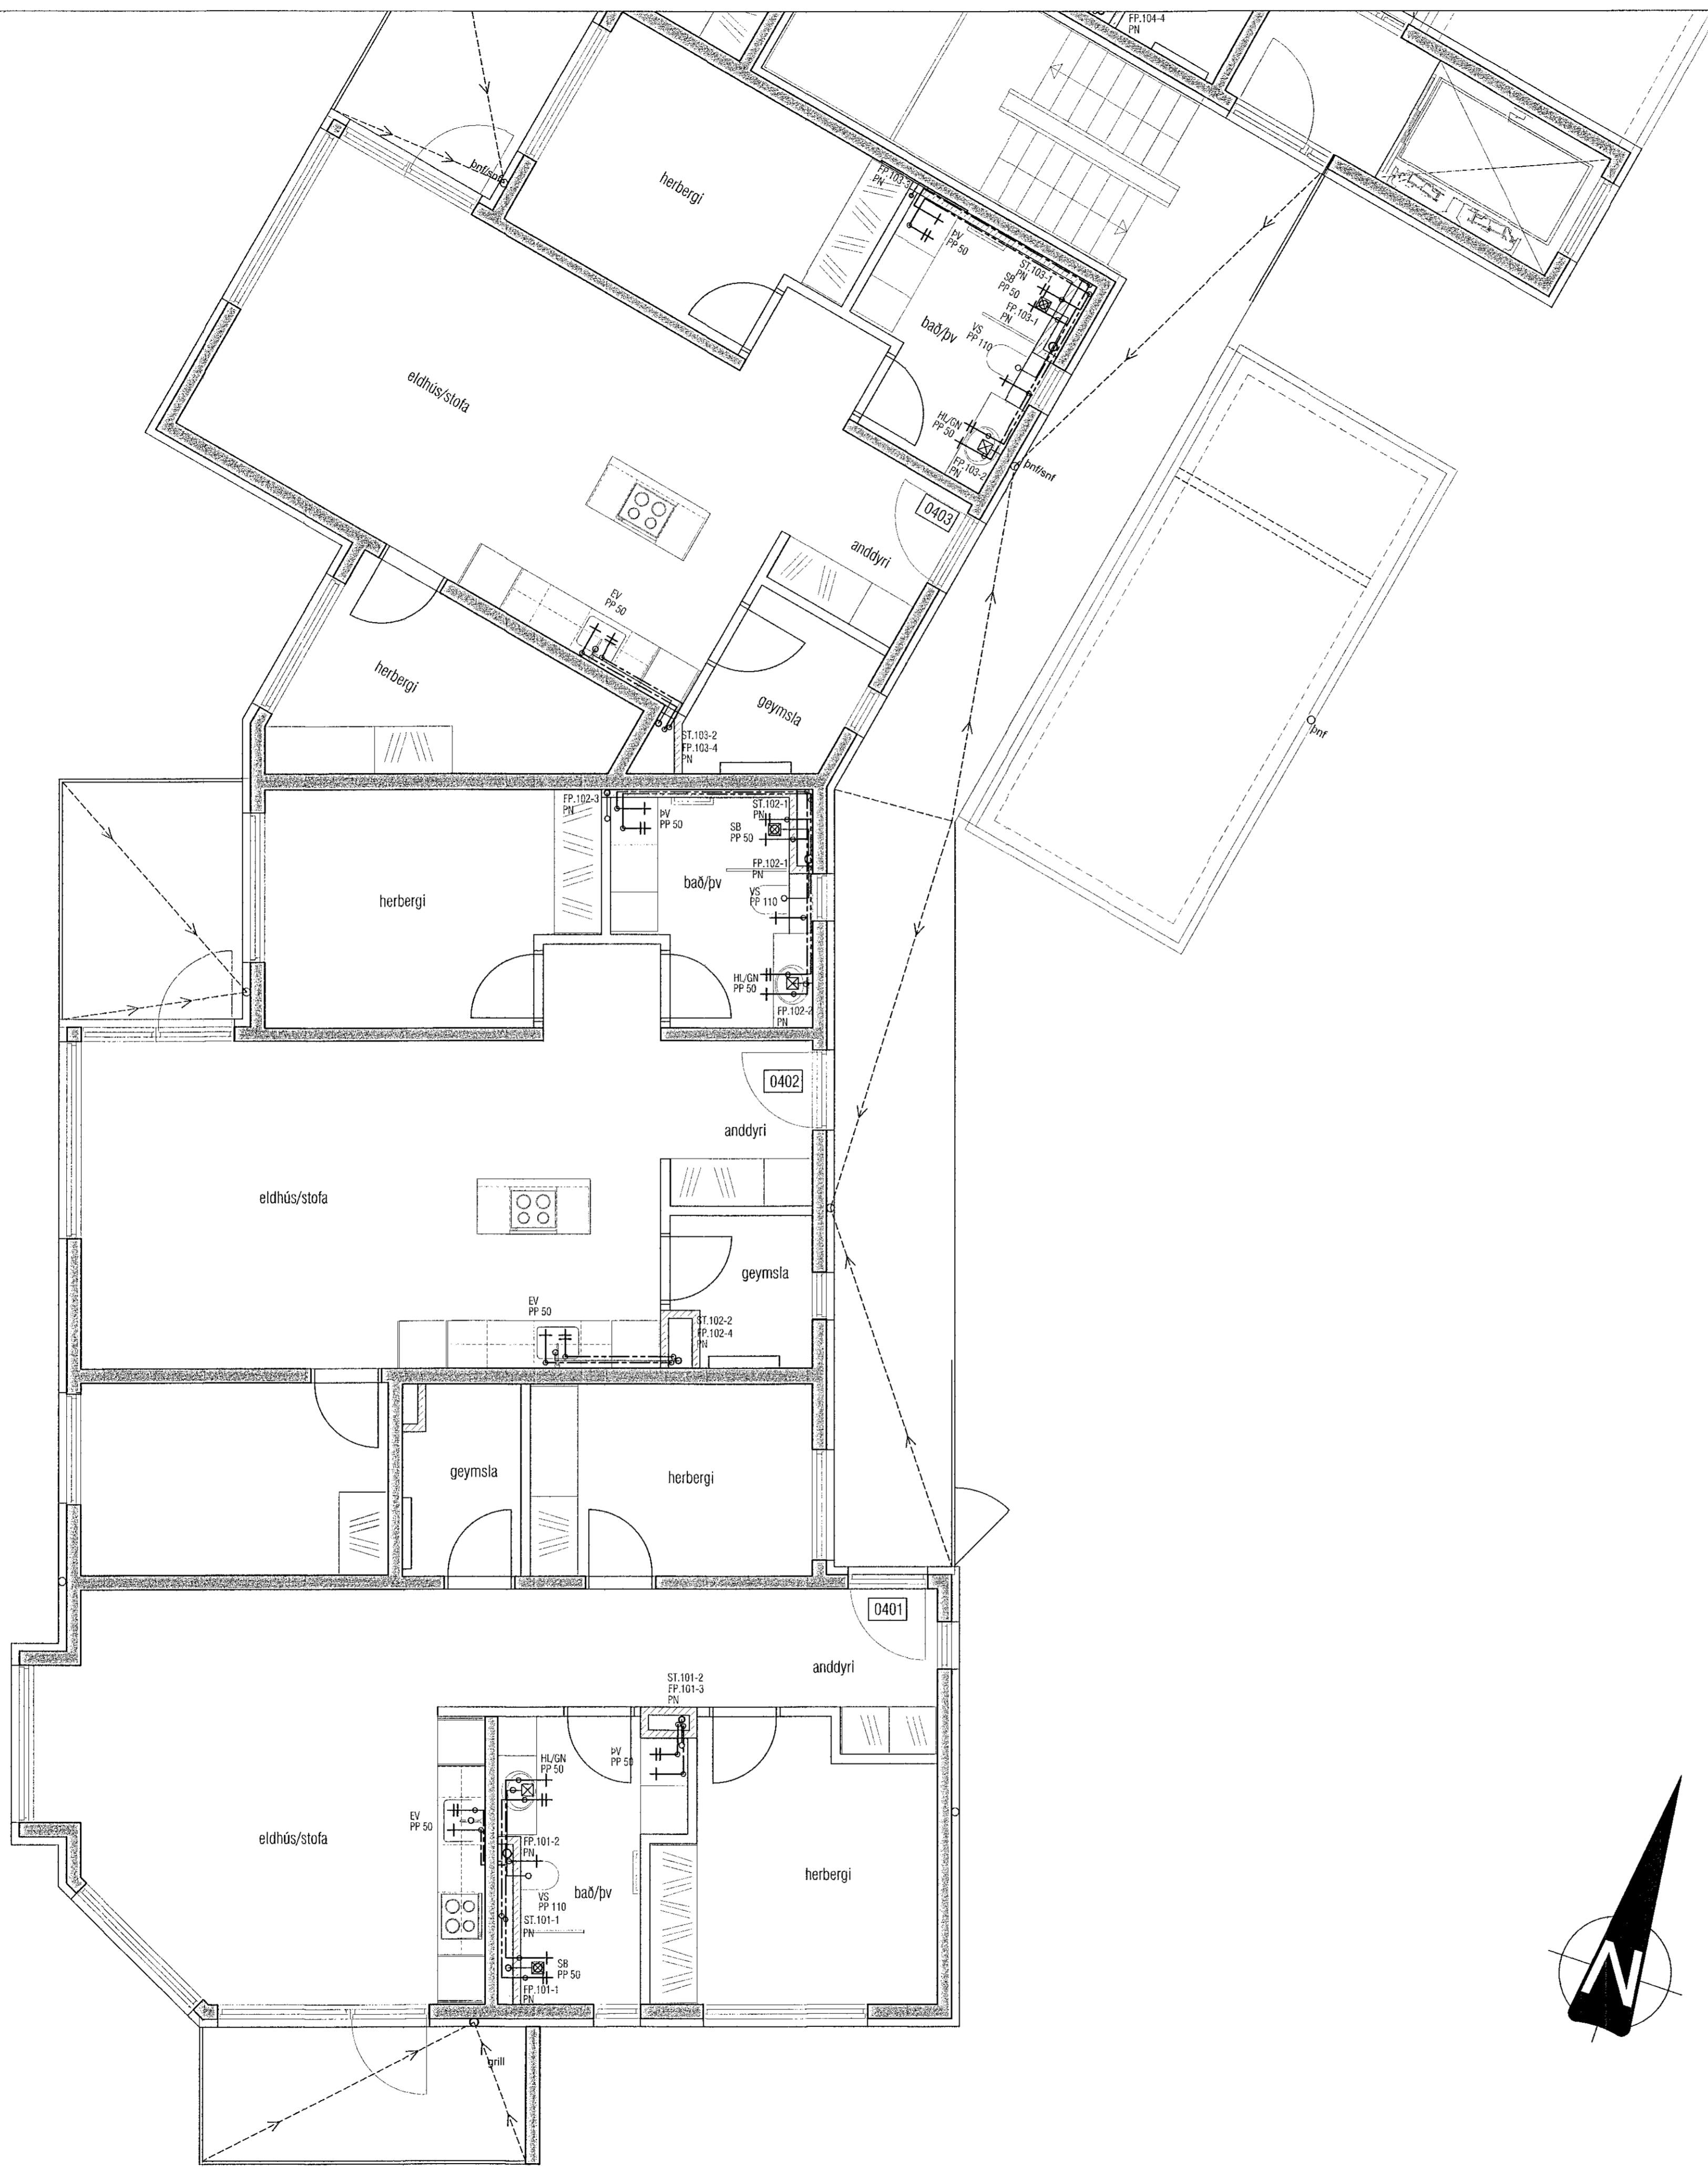 FP.104-4
PN
þnf/snf
herbergi
FP.103-3
PN
ÞV
PP 50
ST.103-1
PN
SB
PP 50
FP.103-1
PN
VS
PP 110
bað/þv
eldhús/stofa
HL/GN
PP 50
FP.103-2
PN
þnf/snf
0403
anddyri
EV
PP 50
herbergi
geymsla
þnf
ST.103-2
FP.103-4
PN
FP.102-3
PN
ÞV
PP 50
ST.102-1
PN
SB
PP 50
FP.102-1
PN
bað/þv
VS
PP 110
herbergi
HL/GN
PP 50
FP.102-2
PN
0402
anddyri
eldhús/stofa
geymsla
EV
PP 50
ST.102-2
FP.102-4
PN
geymsla
herbergi
0401
anddyri
ST.101-2
FP.101-3
PN
HL/GN
PP 50
ÞV
PP 50
EV
PP 50
eldhús/stofa
FP.101-2
PN
herbergi
bað/þv
VS
PP 110
ST.101-1
PN
SB
PP 50
FP.101-1
PN
N
grill